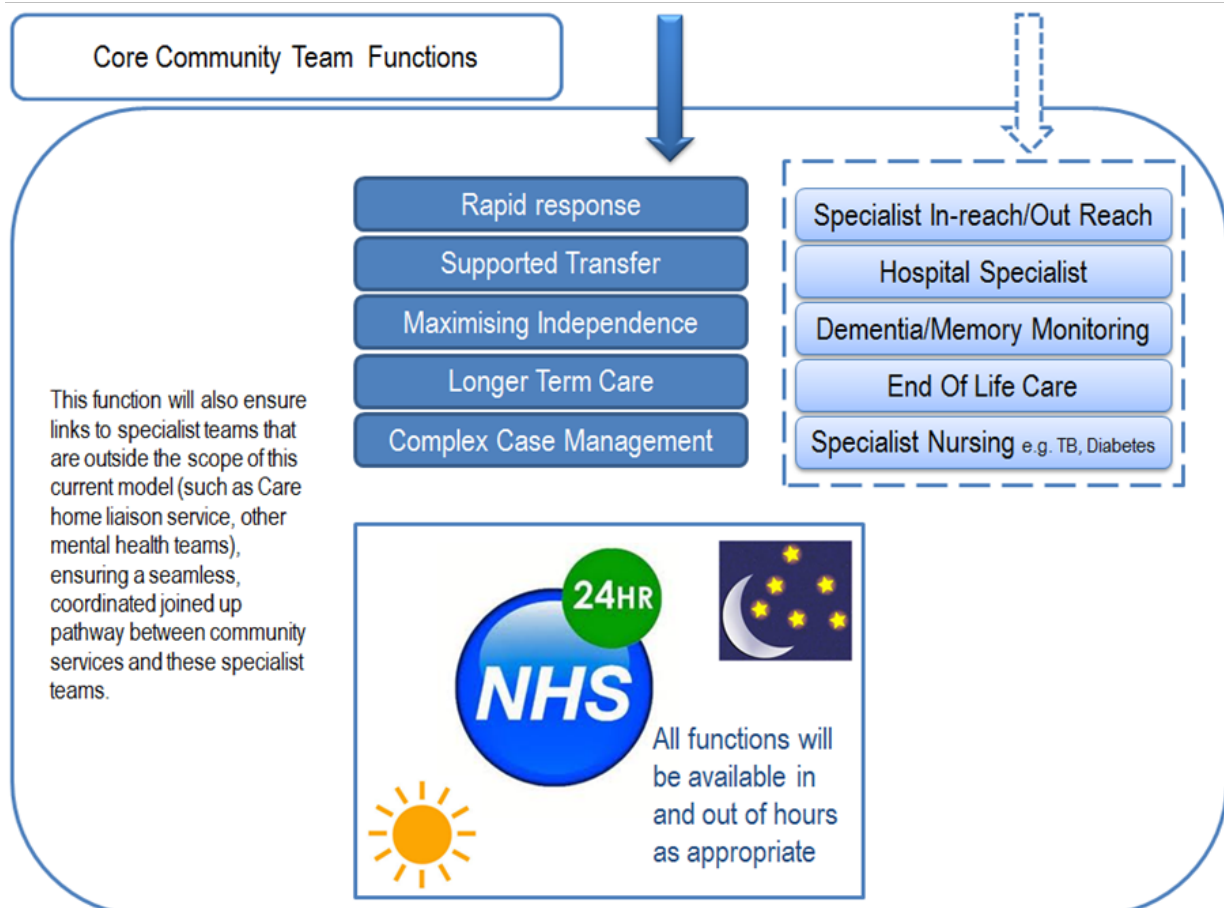 Core Community Team Functions
Rapid response
Supported Transfer
Maximising Independence
Longer Term Care
Complex Case Management
Specialist In-reach/Out Reach
Hospital Specialist
Dementia/Memory Monitoring
End Of Life Care
Specialist Nursing e.g. TB, Diabetes
This function will also ensure
links to specialist teams that
are outside the scope of this
current model (such as Care
home liaison service, other
mental health teams),
ensuring a seamless,
coordinated joined up
pathway between community
services and these specialist
teams.
24HR
NHS
All functions will
be available in
and out of hours
as appropriate